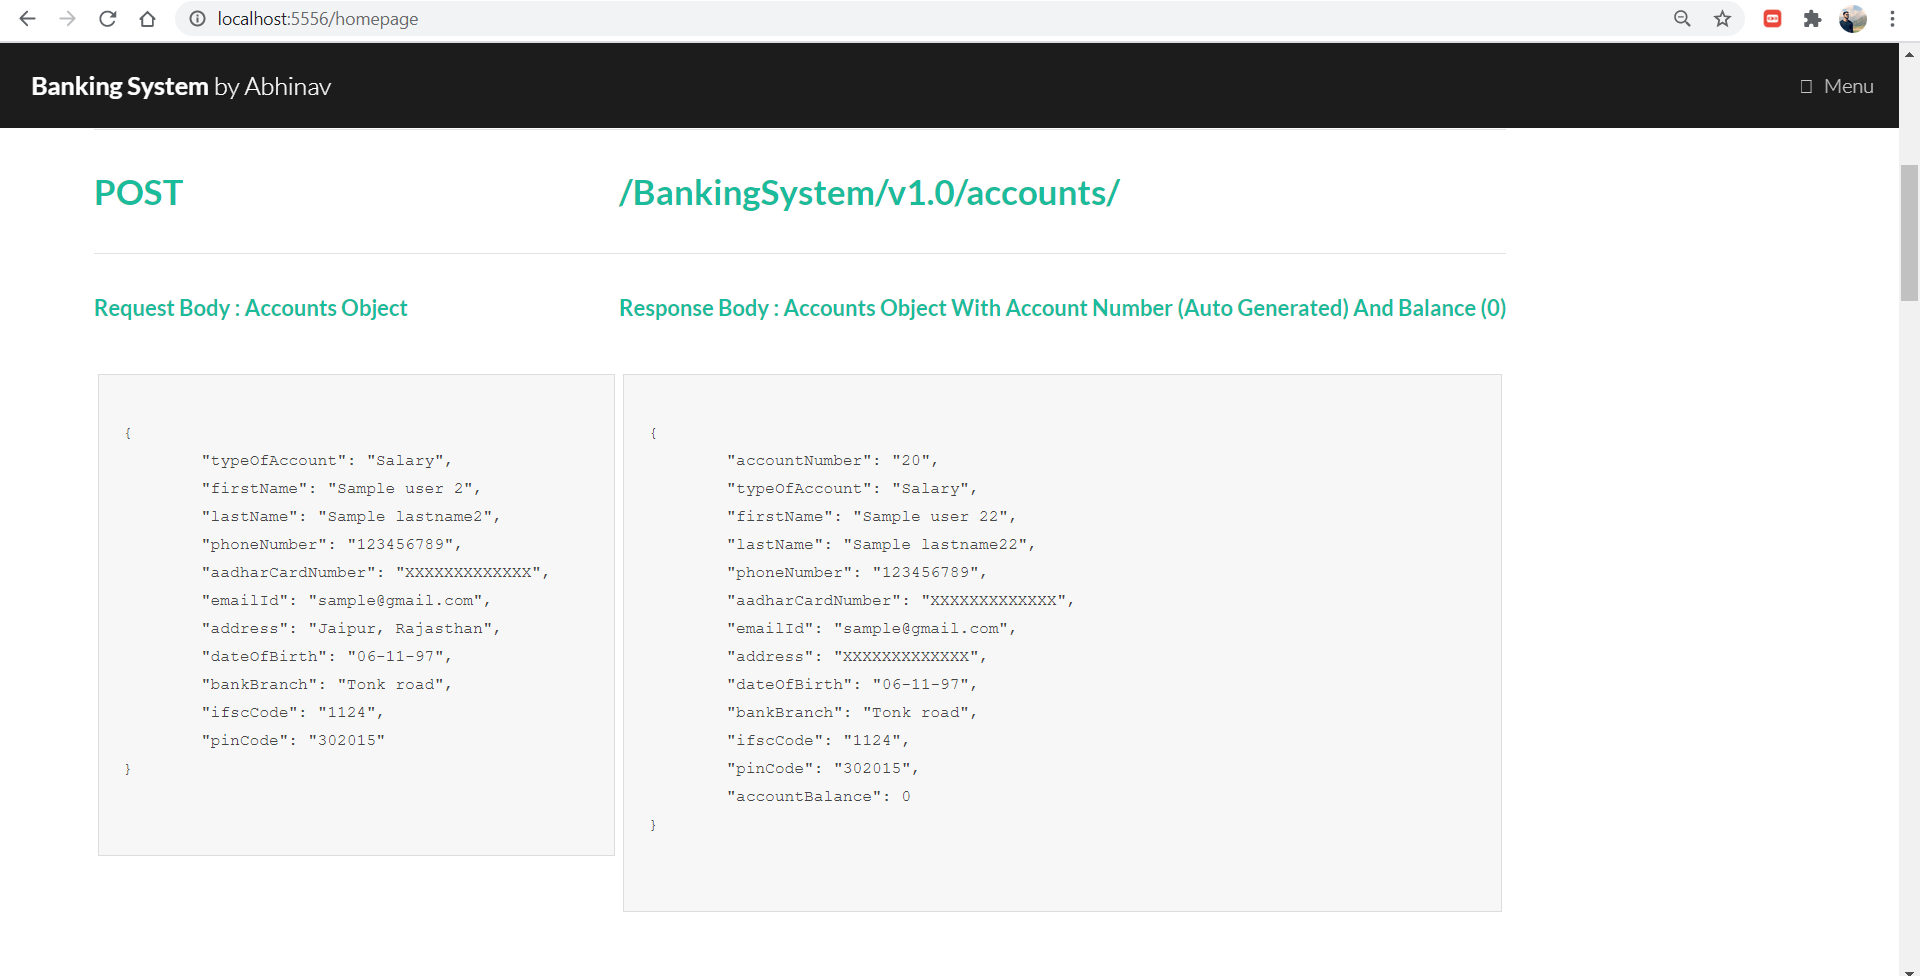 localhost:5556/homepage
Banking System by Abhinav
Menu
POST
/BankingSystem/v1.0/accounts/
Request Body : Accounts Object
Response Body : Accounts Object With Account Number (Auto Generated) And Balance (0)
{
"typeOfAccount": "Salary",
"firstName": "Sample user 2",
"lastName": "Sample lastname2",
"phoneNumber": "123456789",
"aadharCardNumber": "XXXXXXXXXXXXX",
"emailId": "sample@gmail.com",
"address": "Jaipur, Rajasthan",
"dateOfBirth": "06-11-97",
"bankBranch": "Tonk road",
"ifscCode": "1124",
"pinCode": "302015"
}
{
"accountNumber": "20",
"typeOfAccount": "Salary",
"firstName": "Sample user 22",
"lastName": "Sample lastname22",
"phoneNumber": "123456789",
"aadharCardNumber": "XXXXXXXXXXXXX",
"emailId": "sample@gmail.com",
"address": "XXXXXXXXXXXXX",
"dateOfBirth": "06-11-97",
"bankBranch": "Tonk road",
"ifscCode": "1124",
"pinCode": "302015",
"accountBalance": 0
}